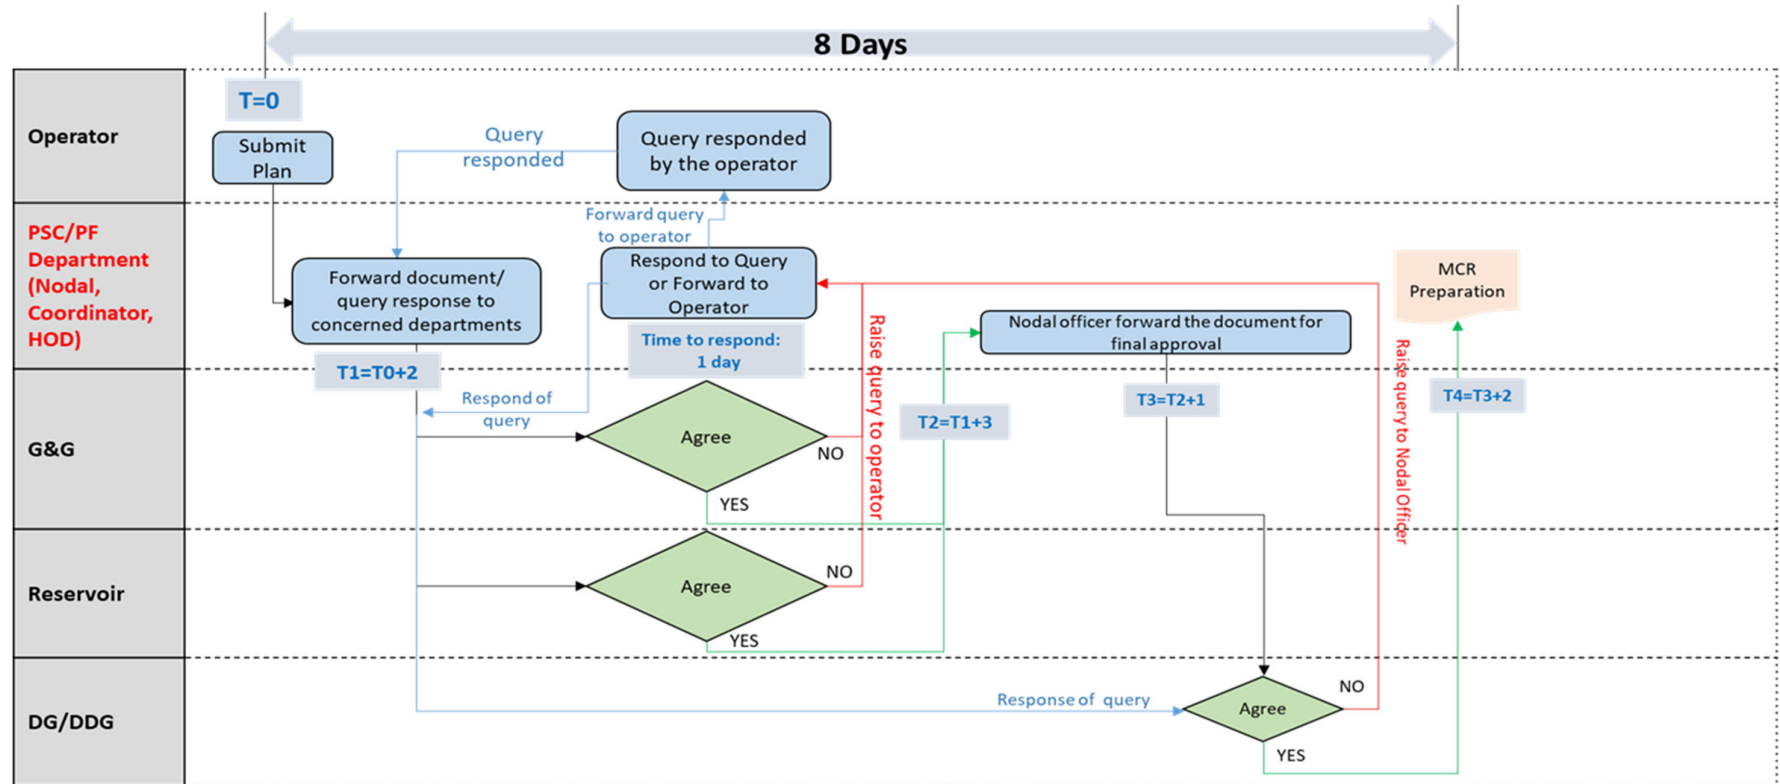 8 Days
T=0
Operator
Submit
Plan
Query
responded
Query responded
by the operator
PSC/PF
Department
(Nodal,
Coordinator,
HOD)
Forward document/
query response to
concerned departments
Forward query
to operator
Respond to Query
or Forward to
Operator
Time to respond:
1 day
Nodal officer forward the document for
final approval
MCR
Preparation
T1=T0+2
Raise query to operator
Raise query to Nodal Officer
G&G
Respond of
query
Agree
NO
YES
T2=T1+3
T3=T2+1
T4=T3+2
Reservoir
Agree
NO
YES
DG/DDG
Response of query
Agree
NO
YES